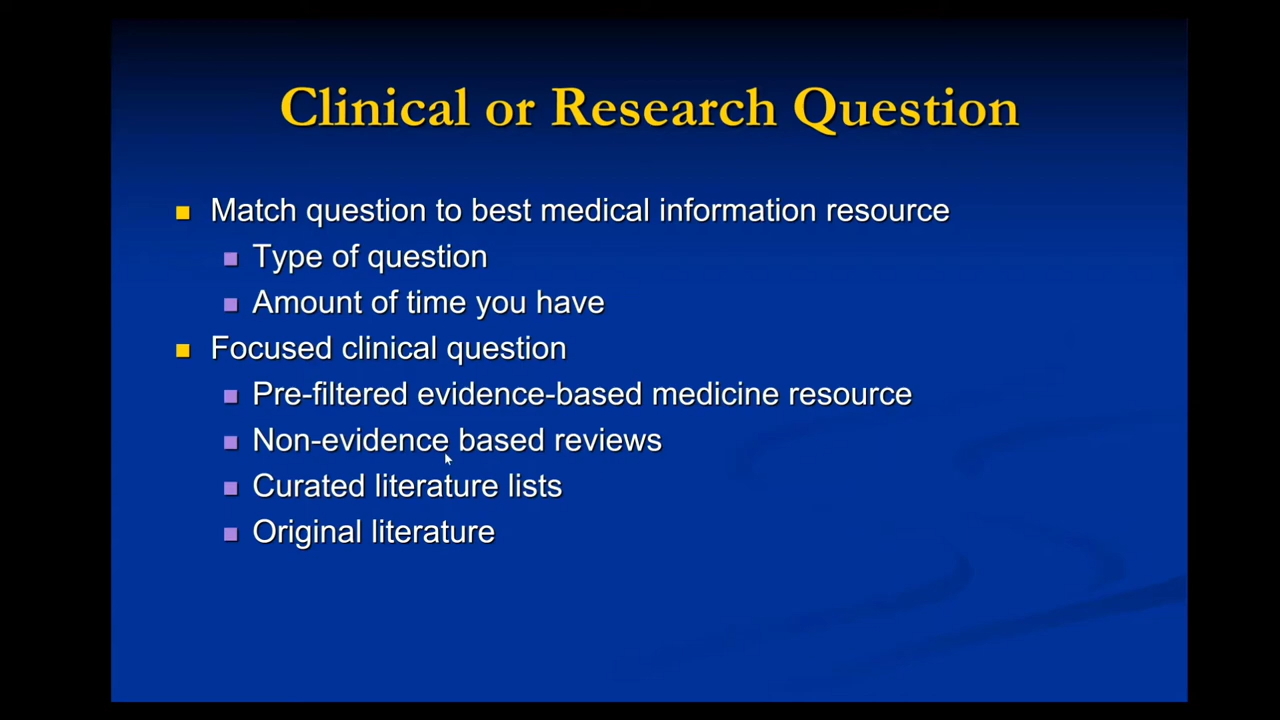 Clinical or Research Question
Match question to best medical information resource
Type of question
Amount of time you have
Focused clinical question
Pre-filtered evidence-based medicine resource
Non-evidence based reviews
Curated literature lists
Original literature